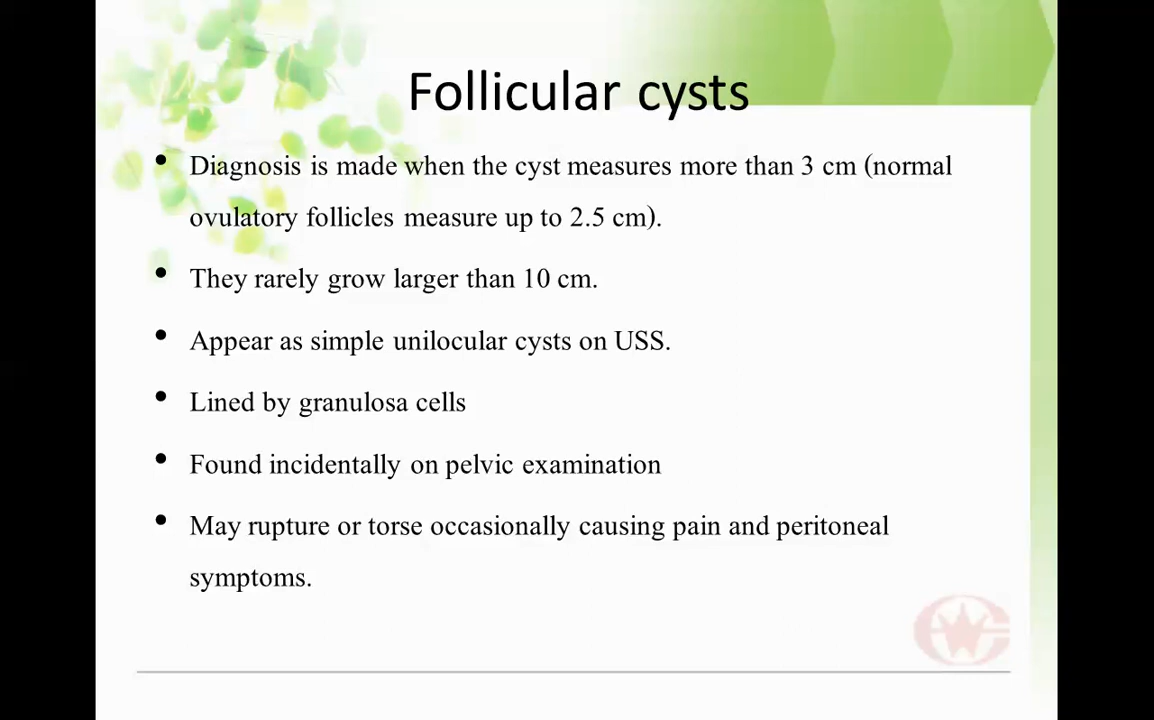 Follicular cysts
• Diagnosis is made when the cyst measures more than 3 cm (normal
ovulatory follicles measure up to 2.5 cm).
• They rarely grow larger than 10 cm.
• Appear as simple unilocular cysts on USS.
• Lined by granulosa cells
• Found incidentally on pelvic examination
• May rupture or torse occasionally causing pain and peritoneal
symptoms.